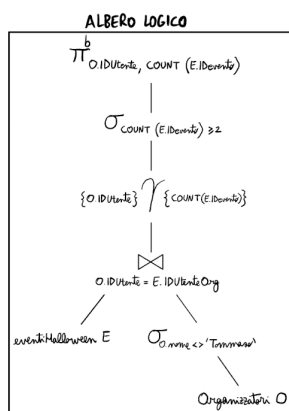 ALBERO LOGICO
π^b O.IDUtente, COUNT (E.IDevento)
σ COUNT (E.IDevento) ≥ 2
{O.IDUtente} γ {COUNT(E.IDevento)}
⋈
O.IDUtente = E.IDUtenteOrg
eventiHalloween E
σ O.nome <> 'Tommaso'
Organizzatori O